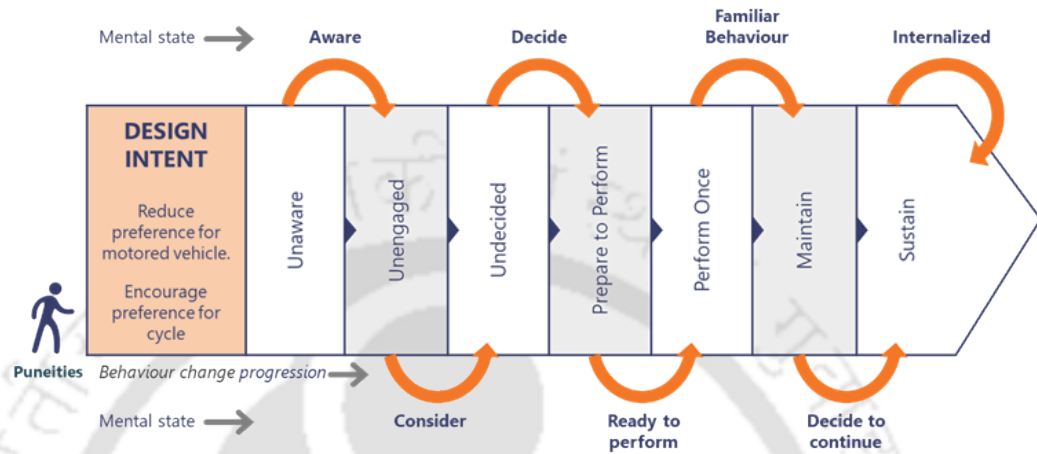 Mental state
Aware
Decide
Familiar
Behaviour
Internalized
DESIGN
INTENT
Reduce
preference for
motored vehicle.
Encourage
preference for
cycle
Unaware
Unengaged
Undecided
Prepare to Perform
Perform Once
Maintain
Sustain
Puneities
Behaviour change progression
Mental state
Consider
Ready to
perform
Decide to
continue